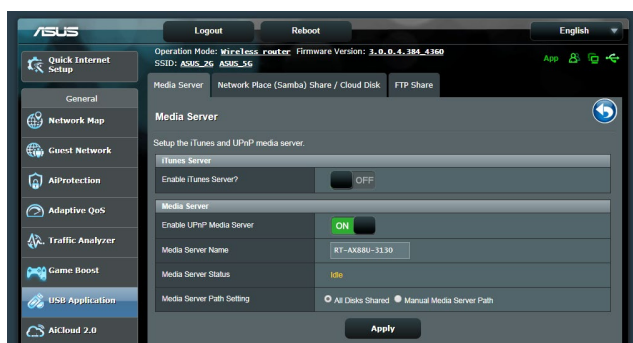 ASUS
Logout
Reboot
English
Quick Internet
Setup
Operation Mode: Wireless router Firmware Version: 3.0.0.4.384_4360
SSID: ASUS_2G ASUS_5G
App
Media Server
Network Place (Samba) Share / Cloud Disk
FTP Share
General
Network Map
Guest Network
AiProtection
Adaptive QoS
Traffic Analyzer
Game Boost
USB Application
AiCloud 2.0
Media Server
Setup the iTunes and UPnP media server.
iTunes Server
Enable iTunes Server?
OFF
Media Server
Enable UPnP Media Server
ON
Media Server Name
RT-AX88U-3130
Media Server Status
Idle
Media Server Path Setting
All Disks Shared
Manual Media Server Path
Apply